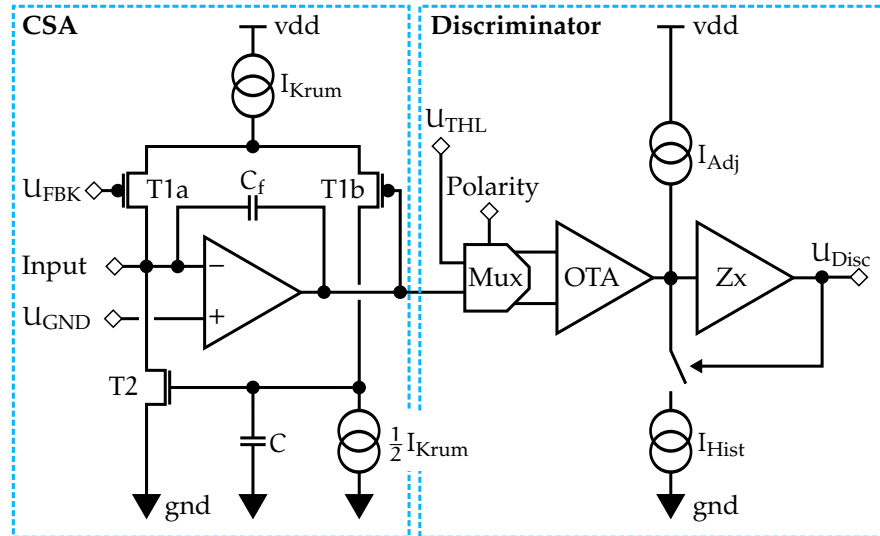 CSA
Discriminator
vdd
vdd
I_Krum
U_THL
I_Adj
U_FBK
T1a
C_f
T1b
Polarity
Input
−
Mux
OTA
Zx
U_Disc
U_GND
+
T2
C
½ I_Krum
I_Hist
gnd
gnd